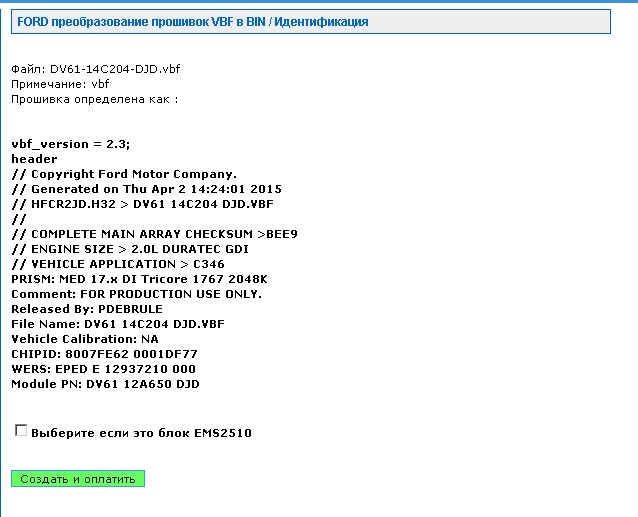 FORD преобразование прошивок VBF в BIN / Идентификация
Файл: DV61-14C204-DJD.vbf
Примечание: vbf
Прошивка определена как :
vbf_version = 2.3;
header
// Copyright Ford Motor Company.
// Generated on Thu Apr 2 14:24:01 2015
// HFCR2JD.H32 > DV61 14C204 DJD.VBF
//
// COMPLETE MAIN ARRAY CHECKSUM >BEE9
// ENGINE SIZE > 2.0L DURATEC GDI
// VEHICLE APPLICATION > C346
PRISM: MED 17.x DI Tricore 1767 2048K
Comment: FOR PRODUCTION USE ONLY.
Released By: PDEBRULE
File Name: DV61 14C204 DJD.VBF
Vehicle Calibration: NA
CHIPID: 8007FE62 0001DF77
WERS: EPED E 12937210 000
Module PN: DV61 12A650 DJD
Выберите если это блок EMS2510
Создать и оплатить